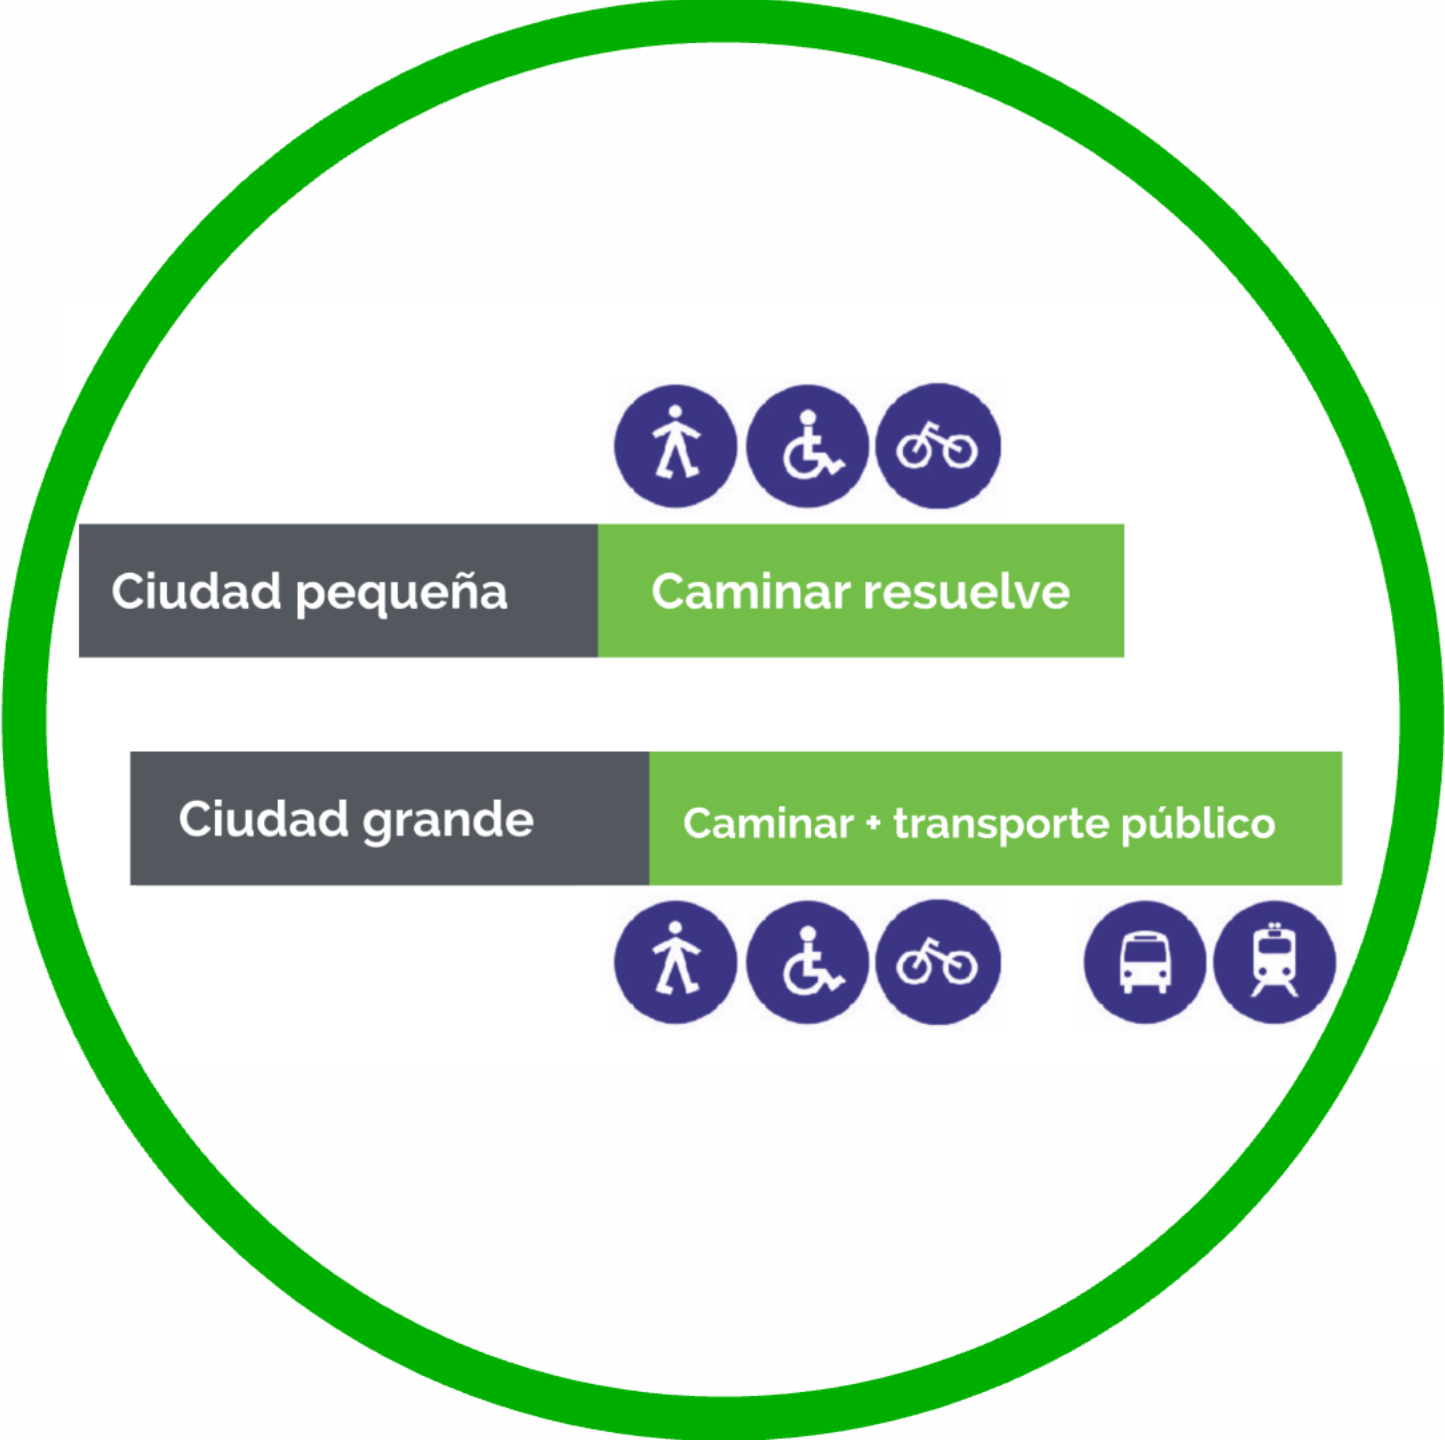 Ciudad pequeña Caminar resuelve
Ciudad grande Caminar + transporte público